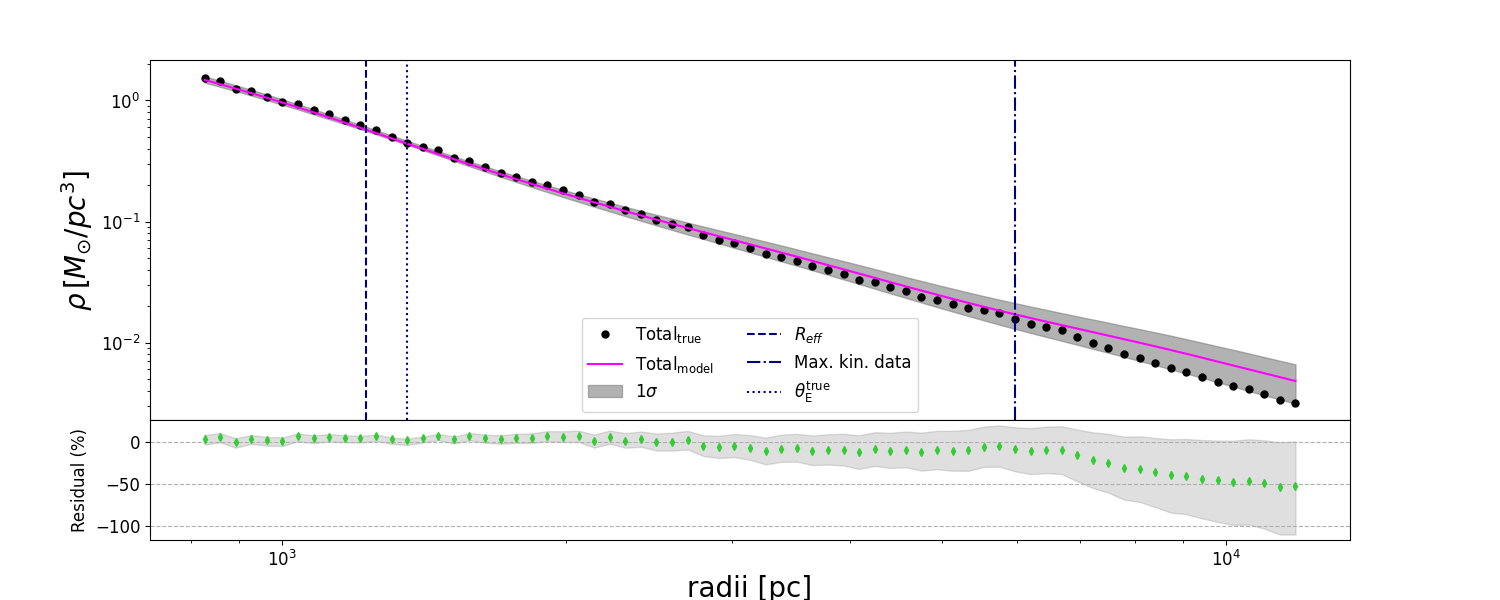 10⁰
10⁻¹
10⁻²
ρ [M⊙/pc³]
Total_true
Total_model
1σ
R_eff
Max. kin. data
θ_E^true
0
−50
−100
Residual (%)
10³
10⁴
radii [pc]